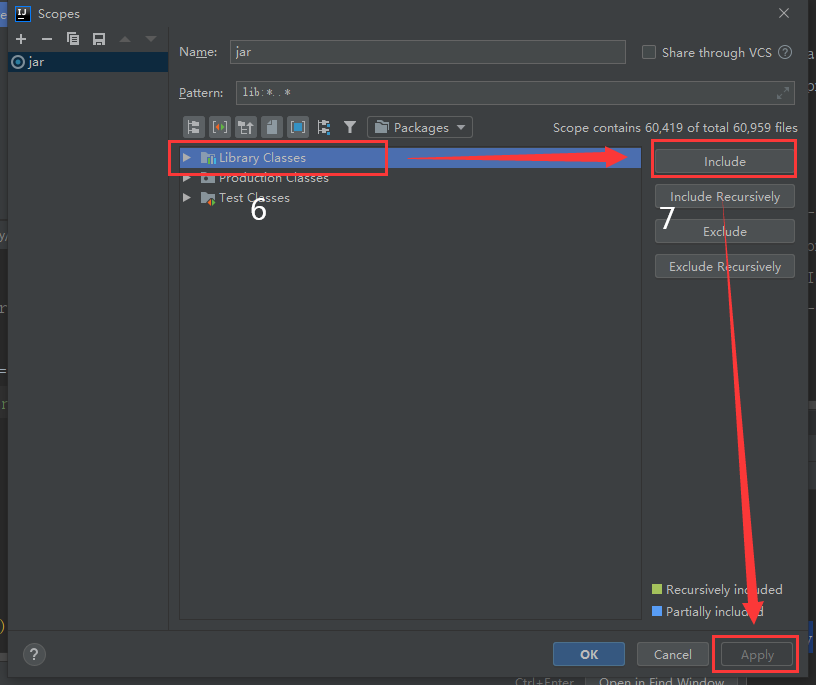 Scopes
jar
Name:
jar
Share through VCS
Pattern:
lib:*..*
Packages
Scope contains 60,419 of total 60,959 files
Library Classes
Production Classes
Test Classes
6
Include
Include Recursively
7
Exclude
Exclude Recursively
Recursively included
Partially included
?
OK
Cancel
Apply
Ctrl+Enter
Open in Find Window